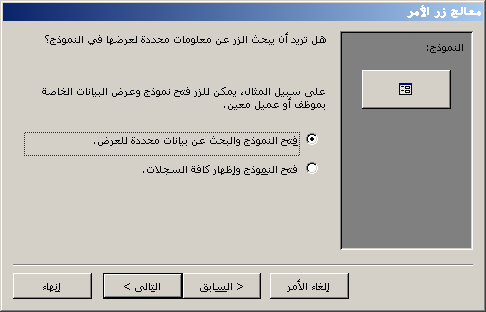 معالج زر الأمر
النموذج:
هل تريد أن يبحث الزر عن معلومات محددة لعرضها في النموذج؟
على سبيل المثال، يمكن للزر فتح نموذج وعرض البيانات الخاصة
بموظف أو عميل معين.
فتح النموذج والبحث عن بيانات محددة للعرض.
فتح النموذج وإظهار كافة السجلات.
إلغاء الأمر
< السابق
التالي >
إنهاء